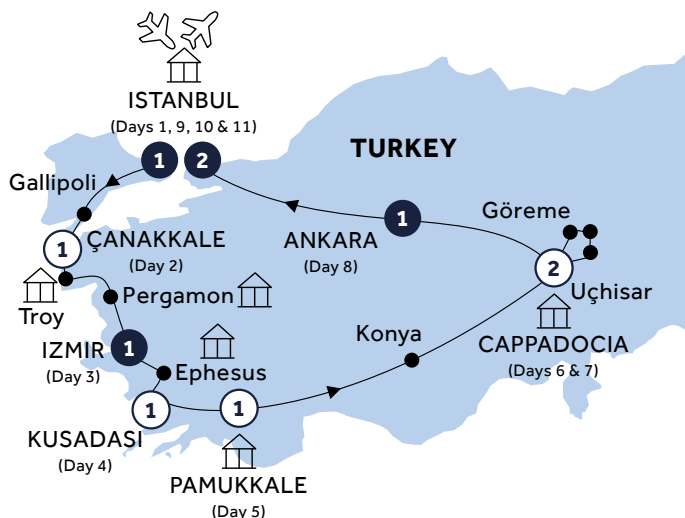 ISTANBUL
(Days 1, 9, 10 & 11)
TURKEY
1
2
Gallipoli
1
Göreme
1
ÇANAKKALE
(Day 2)
ANKARA
(Day 8)
2
Uçhisar
Troy
Pergamon
Konya
CAPPADOCIA
(Days 6 & 7)
IZMIR
(Day 3)
1
Ephesus
1
1
KUSADASI
(Day 4)
PAMUKKALE
(Day 5)